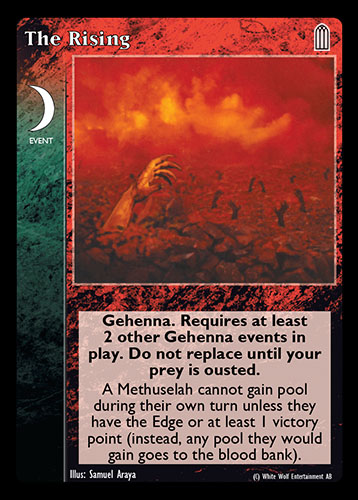 The Rising
EVENT
Gehenna. Requires at least
2 other Gehenna events in
play. Do not replace until your
prey is ousted.
A Methuselah cannot gain pool
during their own turn unless they
have the Edge or at least 1 victory
point (instead, any pool they would
gain goes to the blood bank).
Illus: Samuel Araya
(C) White Wolf Entertainment AB